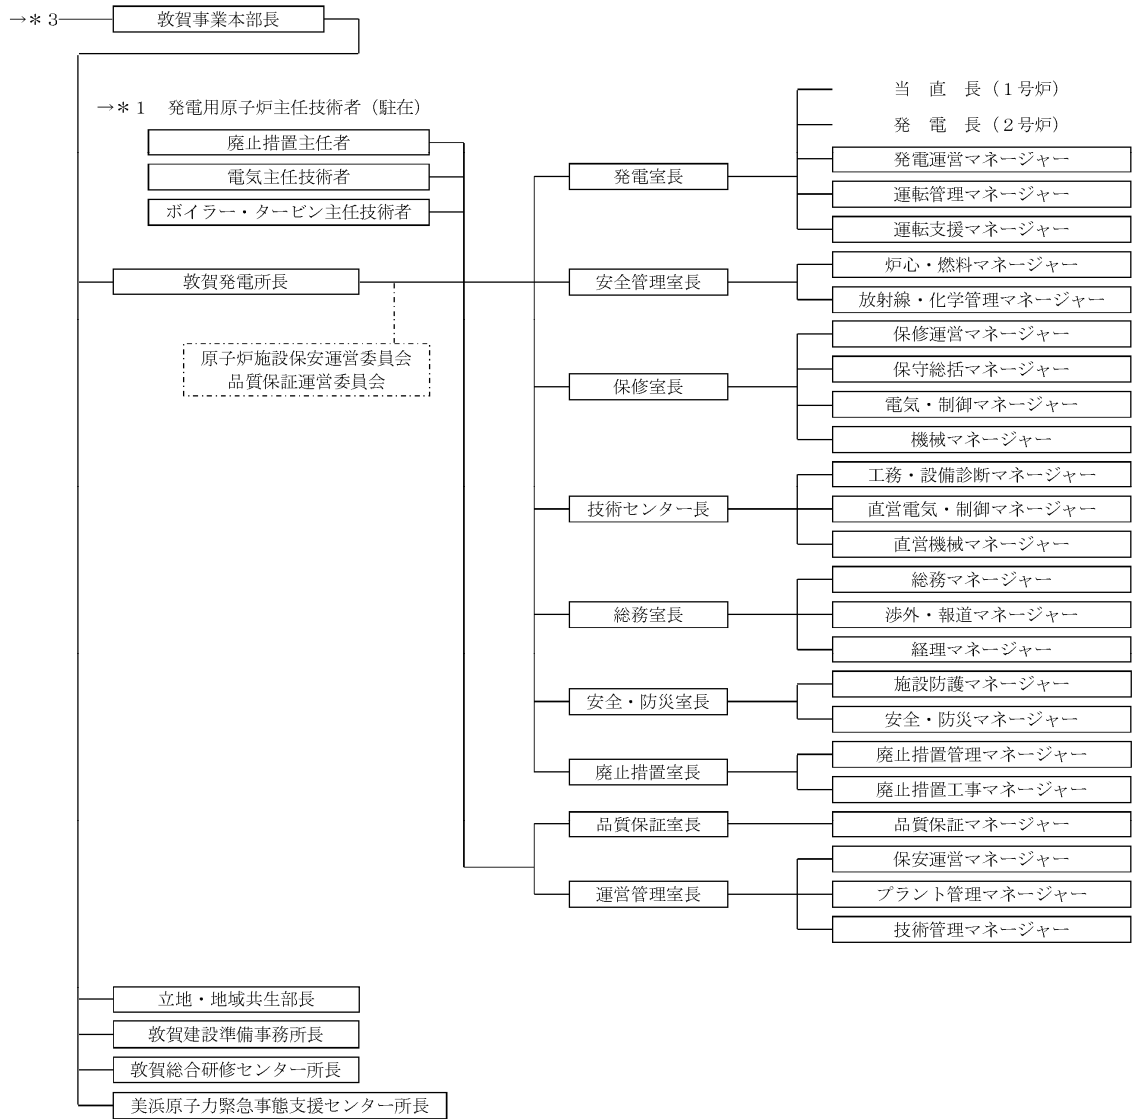 →＊３ 敦賀事業本部長
→＊１ 発電用原子炉主任技術者（駐在）
廃止措置主任者
電気主任技術者
ボイラー・タービン主任技術者
敦賀発電所長
原子炉施設保安運営委員会
品質保証運営委員会
発電室長
当 直 長（１号炉）
発 電 長（２号炉）
発電運営マネージャー
運転管理マネージャー
運転支援マネージャー
安全管理室長
炉心・燃料マネージャー
放射線・化学管理マネージャー
保修室長
保修運営マネージャー
保守総括マネージャー
電気・制御マネージャー
機械マネージャー
技術センター長
工務・設備診断マネージャー
直営電気・制御マネージャー
直営機械マネージャー
総務室長
総務マネージャー
渉外・報道マネージャー
経理マネージャー
安全・防災室長
施設防護マネージャー
安全・防災マネージャー
廃止措置室長
廃止措置管理マネージャー
廃止措置工事マネージャー
品質保証室長
品質保証マネージャー
運営管理室長
保安運営マネージャー
プラント管理マネージャー
技術管理マネージャー
立地・地域共生部長
敦賀建設準備事務所長
敦賀総合研修センター所長
美浜原子力緊急事態支援センター所長